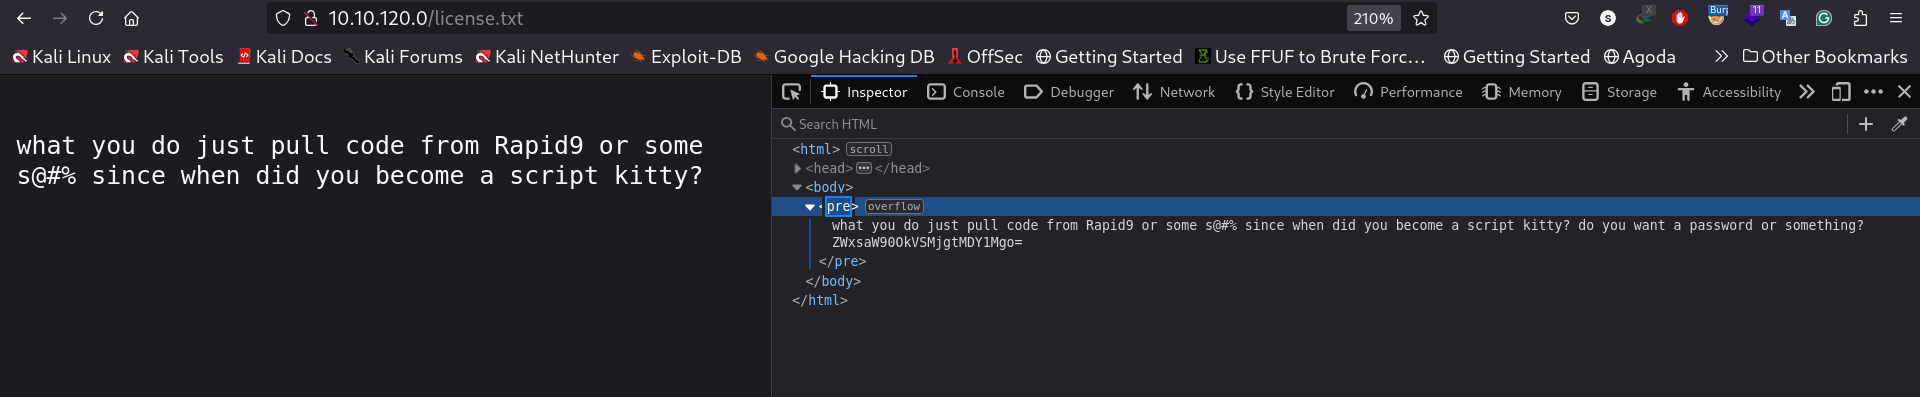 10.10.120.0/license.txt
210%
S
X
Burp
11
Kali Linux
Kali Tools
Kali Docs
Kali Forums
Kali NetHunter
Exploit-DB
Google Hacking DB
OffSec
Getting Started
Use FFUF to Brute Forc…
Getting Started
Agoda
Other Bookmarks
what you do just pull code from Rapid9 or some
s@#% since when did you become a script kitty?
Inspector
Console
Debugger
Network
Style Editor
Performance
Memory
Storage
Accessibility
Search HTML
<html> scroll
<head> ••• </head>
<body>
<pre> overflow
what you do just pull code from Rapid9 or some s@#% since when did you become a script kitty? do you want a password or something?
ZWxsaW90OkVSMjgtMDY1Mgo=
</pre>
</body>
</html>